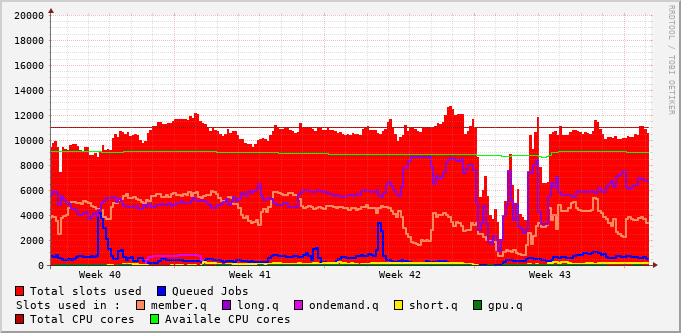 RRDTOOL / TOBI OETIKER
20000
18000
16000
14000
12000
10000
8000
6000
4000
2000
0
Week 40 Week 41 Week 42 Week 43
Total slots used Queued Jobs
Slots used in : member.q long.q ondemand.q short.q gpu.q
Total CPU cores Availale CPU cores